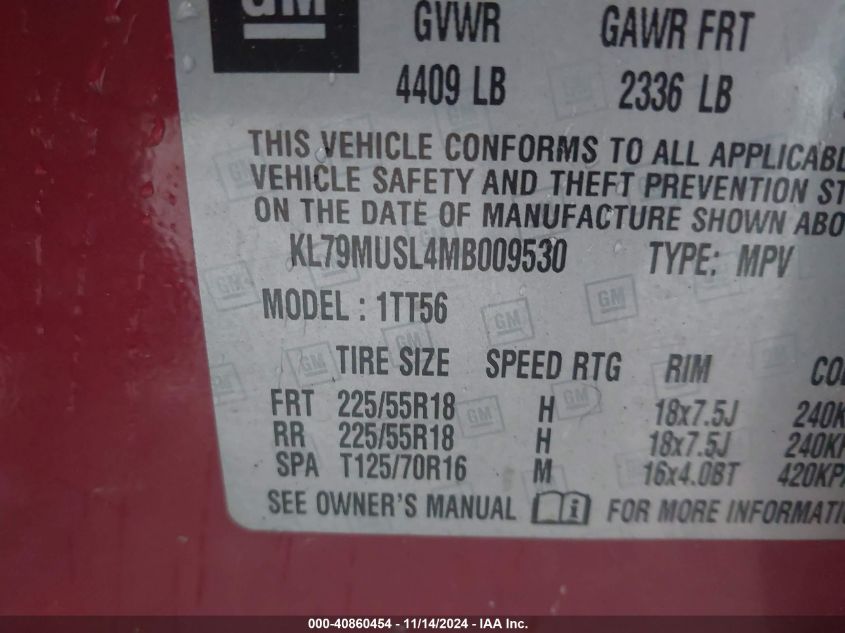 GM
GVWR GAWR FRT
4409 LB 2336 LB
THIS VEHICLE CONFORMS TO ALL APPLICABL
VEHICLE SAFETY AND THEFT PREVENTION ST
ON THE DATE OF MANUFACTURE SHOWN ABO
KL79MUSL4MB009530 TYPE: MPV
MODEL : 1TT56
TIRE SIZE SPEED RTG RIM CO
FRT 225/55R18 H 18x7.5J 240K
RR 225/55R18 H 18x7.5J 240K
SPA T125/70R16 M 16x4.0BT 420KP
SEE OWNER'S MANUAL i FOR MORE INFORMATI
000-40860454 - 11/14/2024 - IAA Inc.